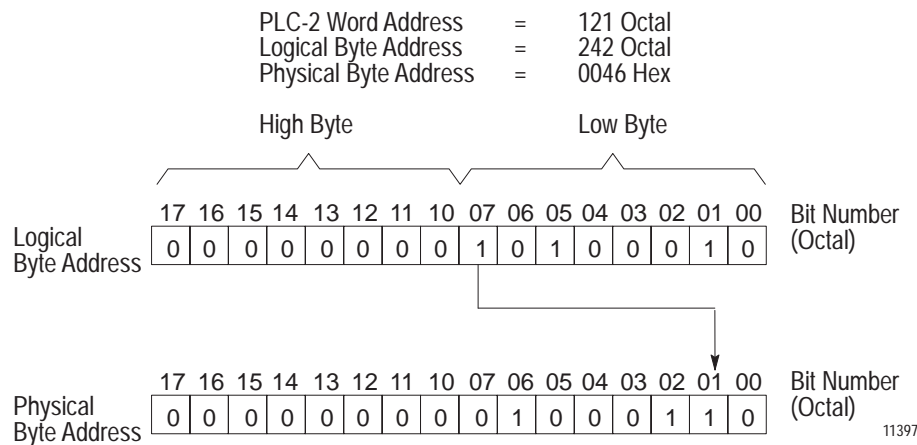 PLC-2 Word Address = 121 Octal
Logical Byte Address = 242 Octal
Physical Byte Address = 0046 Hex
High Byte Low Byte
17 16 15 14 13 12 11 10 07 06 05 04 03 02 01 00 Bit Number
(Octal)
Logical
Byte Address 0 0 0 0 0 0 0 0 1 0 1 0 0 0 1 0
17 16 15 14 13 12 11 10 07 06 05 04 03 02 01 00 Bit Number
(Octal)
Physical
Byte Address 0 0 0 0 0 0 0 0 0 1 0 0 0 1 1 0
11397